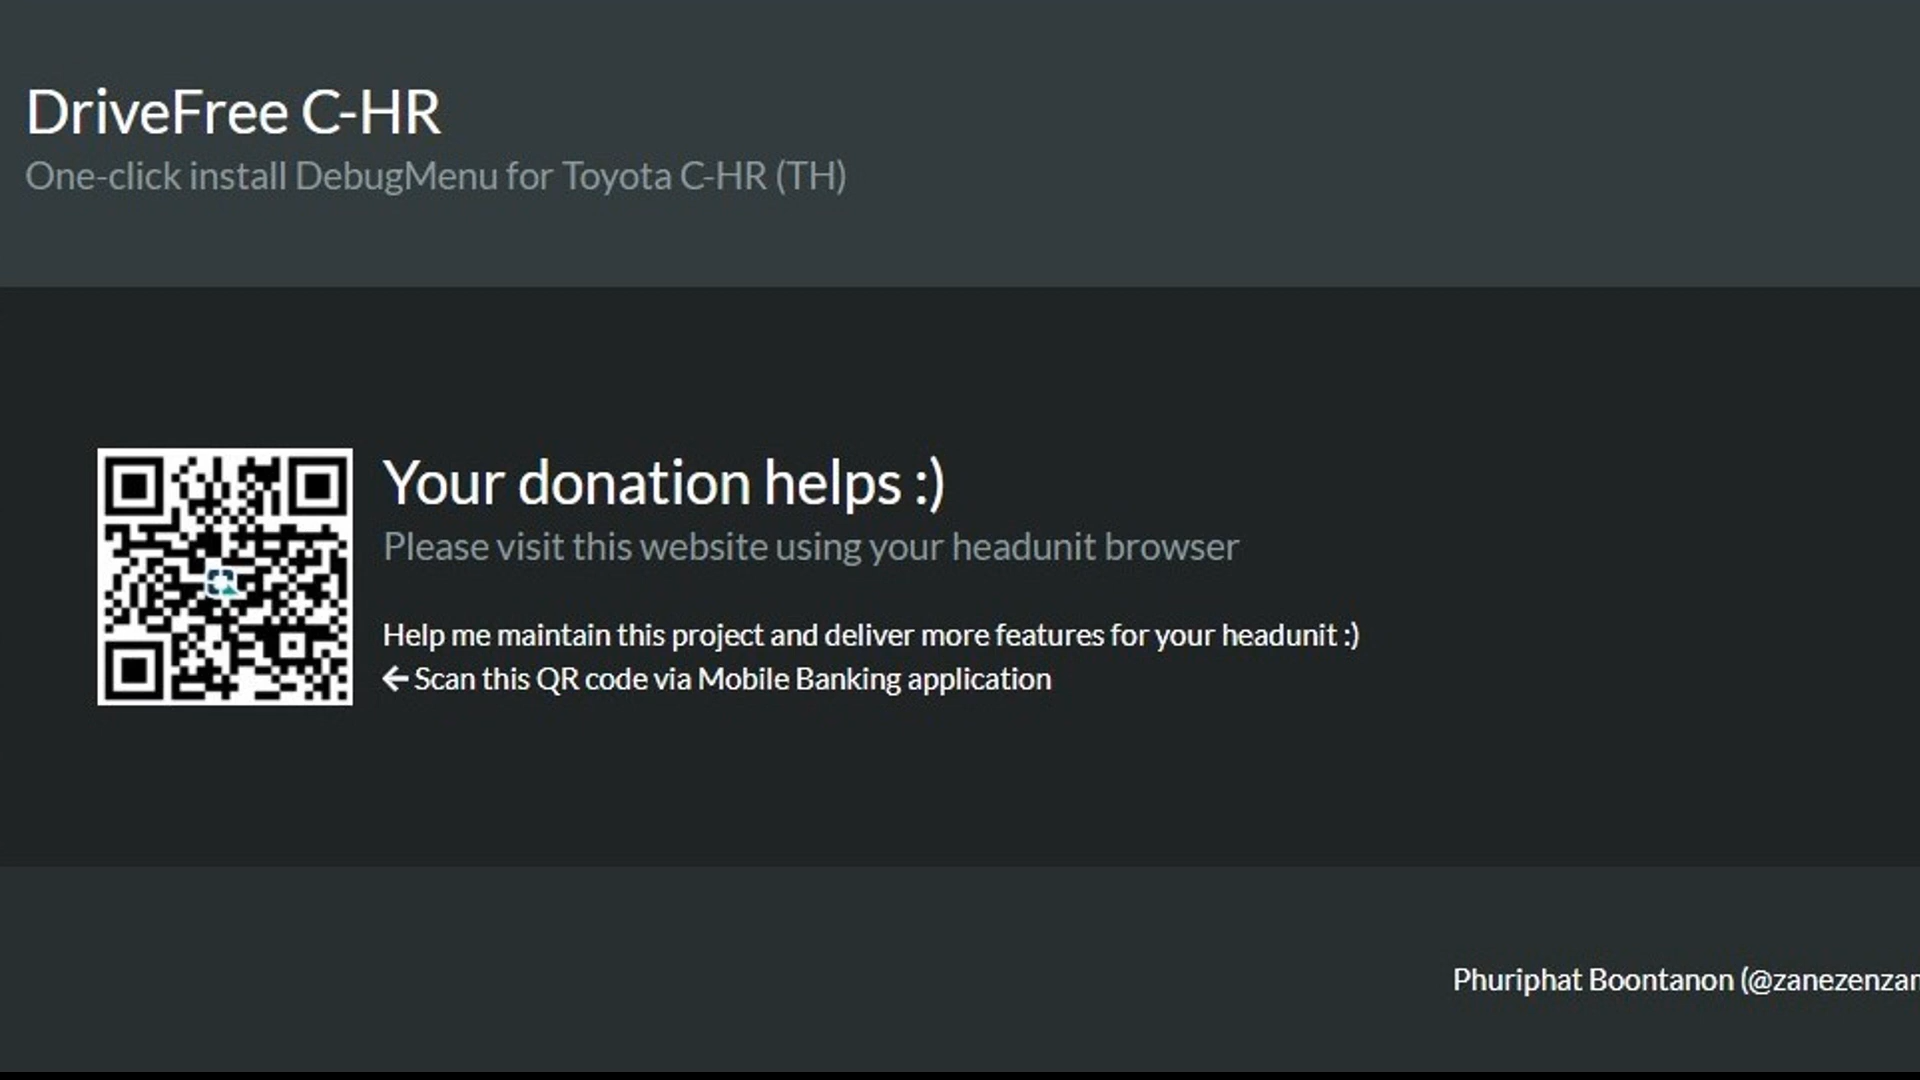 DriveFree C-HR
One-click install DebugMenu for Toyota C-HR (TH)
Your donation helps :)
Please visit this website using your headunit browser
Help me maintain this project and deliver more features for your headunit :)
← Scan this QR code via Mobile Banking application
Phuriphat Boontanon (@zanezenzan